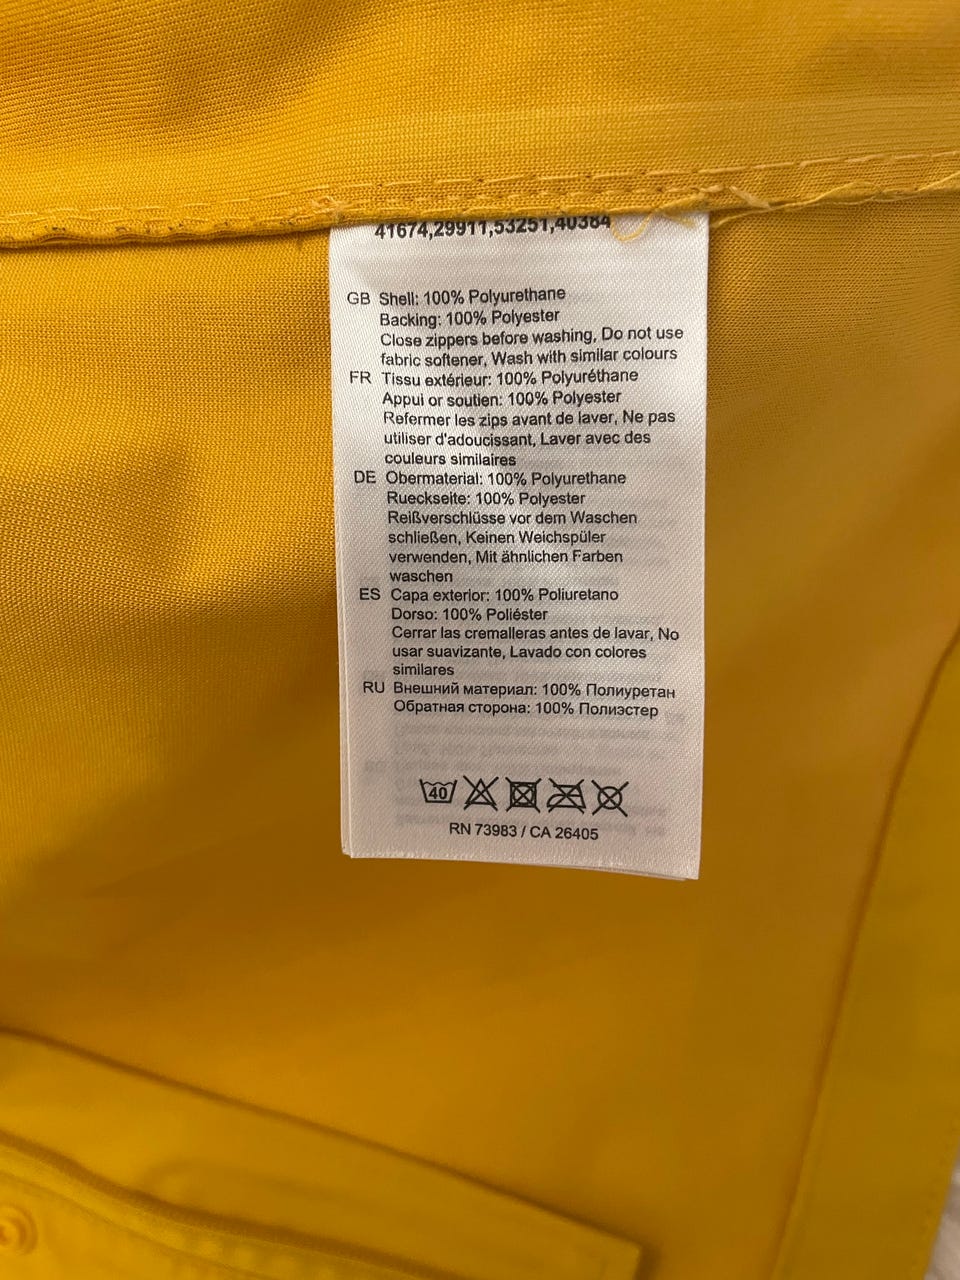 41674,29911,53251,40384
GB Shell: 100% Polyurethane
Backing: 100% Polyester
Close zippers before washing, Do not use
fabric softener, Wash with similar colours
FR Tissu extérieur: 100% Polyuréthane
Appui or soutien: 100% Polyester
Refermer les zips avant de laver, Ne pas
utiliser d'adoucissant, Laver avec des
couleurs similaires
DE Obermaterial: 100% Polyurethane
Rueckseite: 100% Polyester
Reißverschlüsse vor dem Waschen
schließen, Keinen Weichspüler
verwenden, Mit ähnlichen Farben
waschen
ES Capa exterior: 100% Poliuretano
Dorso: 100% Poliéster
Cerrar las cremalleras antes de lavar, No
usar suavizante, Lavado con colores
similares
RU Внешний материал: 100% Полиуретан
Обратная сторона: 100% Полиэстер
40
RN 73983 / CA 26405